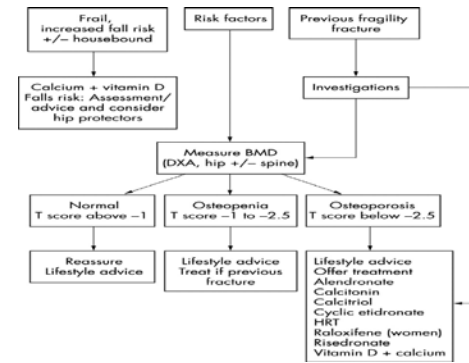 Frail,
increased fall risk
+/− housebound
Risk factors
Previous fragility
fracture
Calcium + vitamin D
Falls risk: Assessment/
advice and consider
hip protectors
Investigations
Measure BMD
(DXA, hip +/− spine)
Normal
T score above −1
Osteopenia
T score −1 to −2.5
Osteoporosis
T score below −2.5
Reassure
Lifestyle advice
Lifestyle advice
Treat if previous
fracture
Lifestyle advice
Offer treatment
Alendronate
Calcitonin
Calcitriol
Cyclic etidronate
HRT
Raloxifene (women)
Risedronate
Vitamin D + calcium